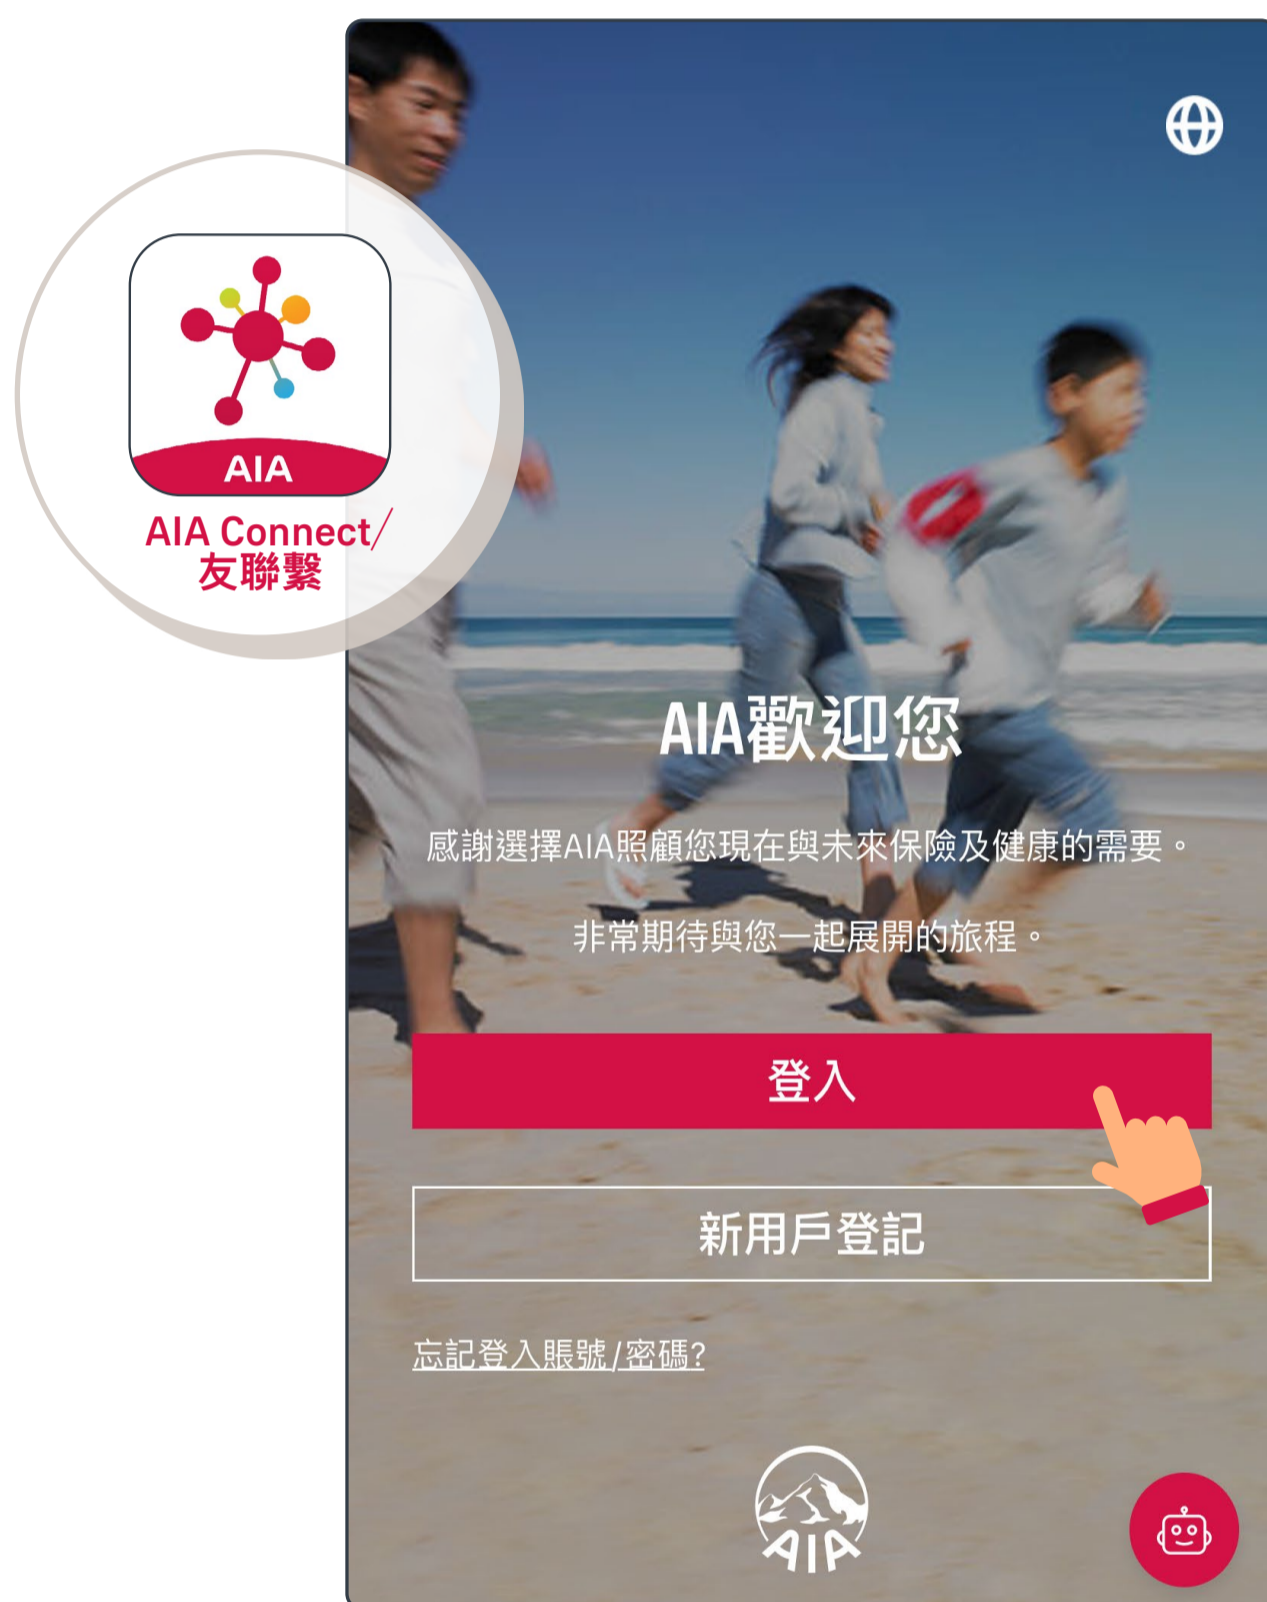 AIA
AIA Connect/
友聯繫
AIA歡迎您
感謝選擇AIA照顧您現在與未來保險及健康的需要。
非常期待與您一起展開的旅程。
登入
新用戶登記
忘記登入賬號/密碼?
AIA